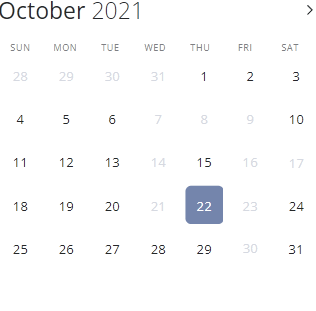 October 2021
SUN MON TUE WED THU FRI SAT
28 29 30 31 1 2 3
4 5 6 7 8 9 10
11 12 13 14 15 16 17
18 19 20 21 22 23 24
25 26 27 28 29 30 31